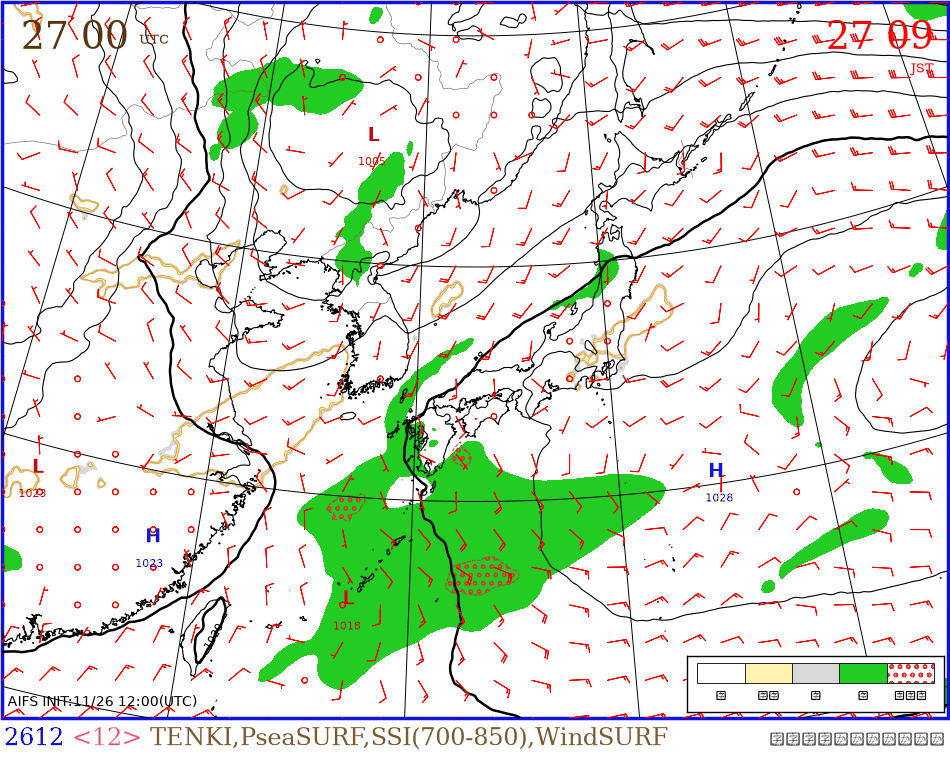 27 00 UTC
27 09
JST
L
1005
L
1023
H
1023
H
1028
L
1018
1020
AIFS INIT:11/26 12:00(UTC)
2612 <12> TENKI,PseaSURF,SSI(700-850),WindSURF